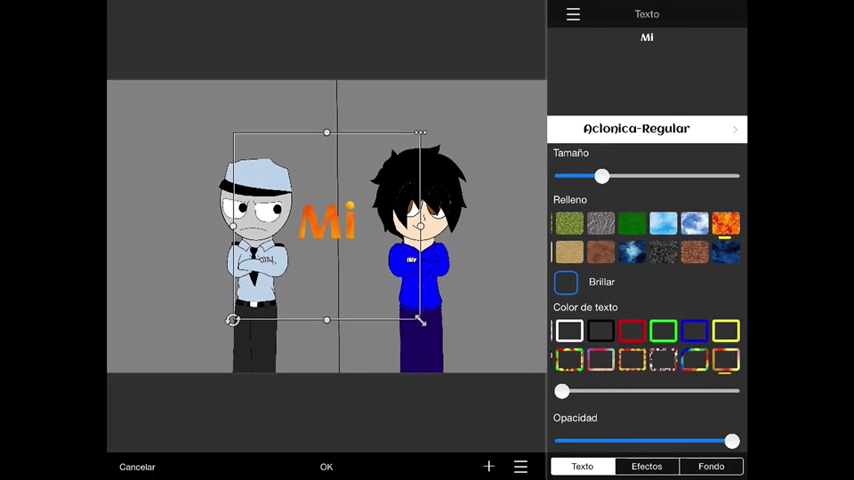 Texto
Mi
Aclonica-Regular
Tamaño
Relleno
Mi
Brillar
Color de texto
Opacidad
Cancelar
OK
Texto
Efectos
Fondo